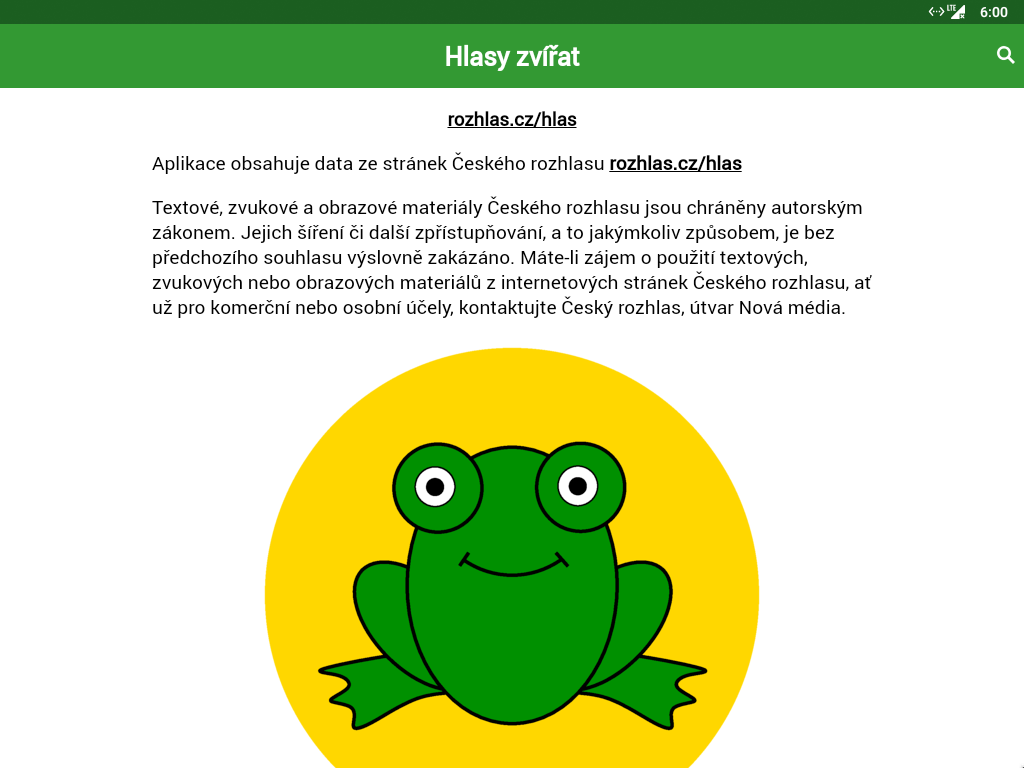 LTE 6:00
Hlasy zvířat
rozhlas.cz/hlas
Aplikace obsahuje data ze stránek Českého rozhlasu rozhlas.cz/hlas
Textové, zvukové a obrazové materiály Českého rozhlasu jsou chráněny autorským
zákonem. Jejich šíření či další zpřístupňování, a to jakýmkoliv způsobem, je bez
předchozího souhlasu výslovně zakázáno. Máte-li zájem o použití textových,
zvukových nebo obrazových materiálů z internetových stránek Českého rozhlasu, ať
už pro komerční nebo osobní účely, kontaktujte Český rozhlas, útvar Nová média.